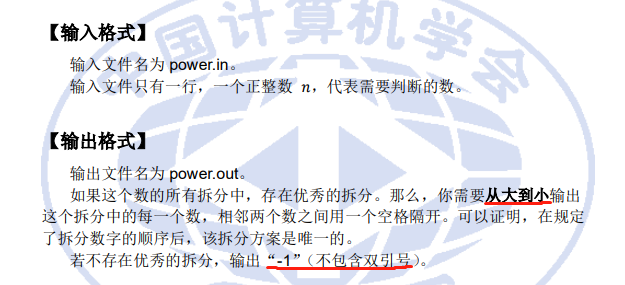 中国计算机学会
【输入格式】
输入文件名为 power.in。
输入文件只有一行，一个正整数 n，代表需要判断的数。
【输出格式】
输出文件名为 power.out。
如果这个数的所有拆分中，存在优秀的拆分。那么，你需要从大到小输出
这个拆分中的每一个数，相邻两个数之间用一个空格隔开。可以证明，在规定
了拆分数字的顺序后，该拆分方案是唯一的。
若不存在优秀的拆分，输出“-1”（不包含双引号）。